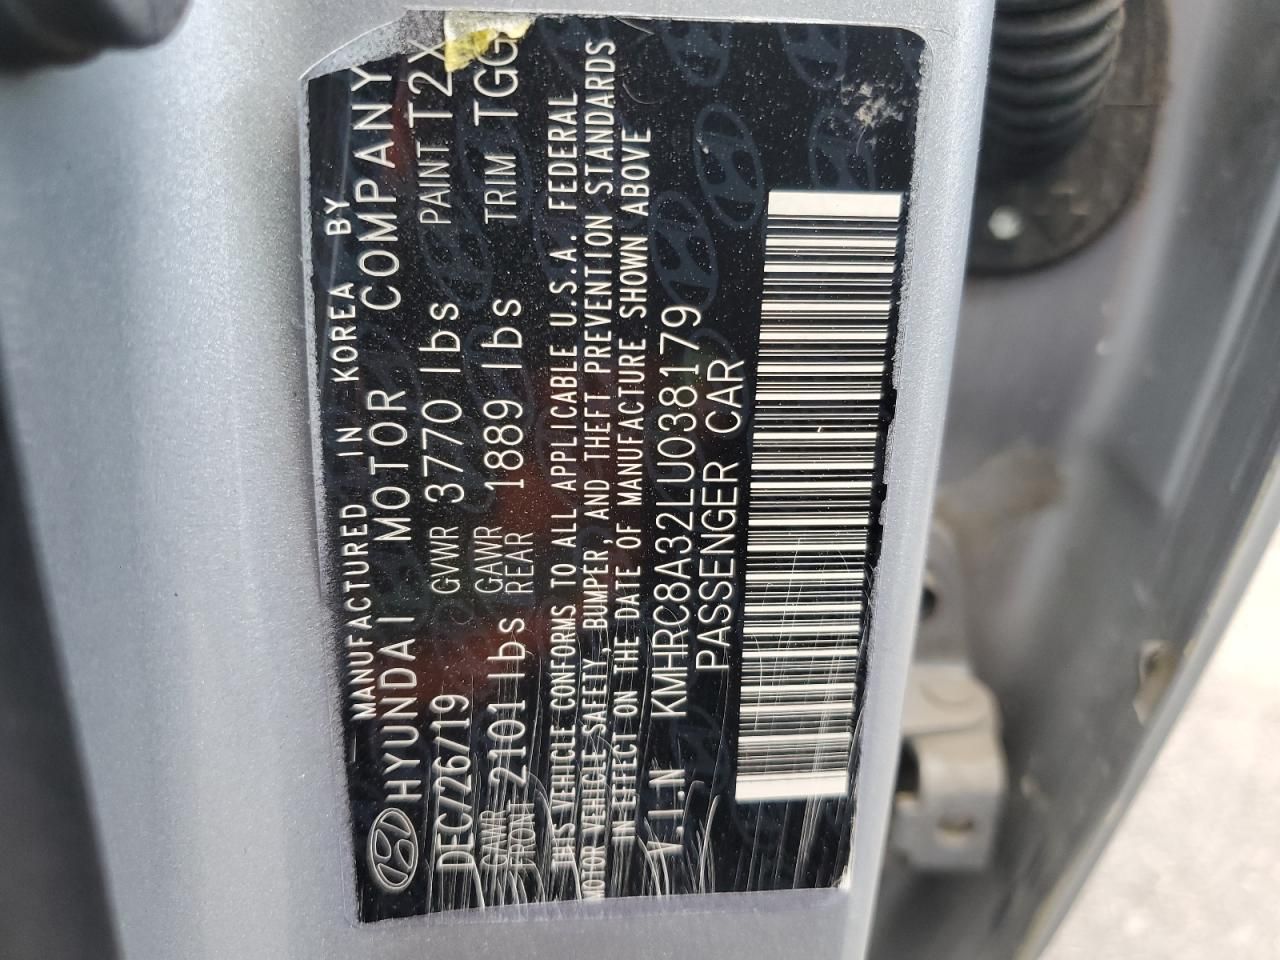 MANUFACTURED IN KOREA BY
HYUNDAI MOTOR COMPANY
DEC/26/19 GVWR 3770 lbs PAINT T2X
GAWR FRONT 2101 lbs GAWR REAR 1889 lbs TRIM TGG
THIS VEHICLE CONFORMS TO ALL APPLICABLE U.S.A. FEDERAL
MOTOR VEHICLE SAFETY, BUMPER, AND THEFT PREVENTION STANDARDS
IN EFFECT ON THE DATE OF MANUFACTURE SHOWN ABOVE
V.I.N KMHRC8A32LU038179
PASSENGER CAR